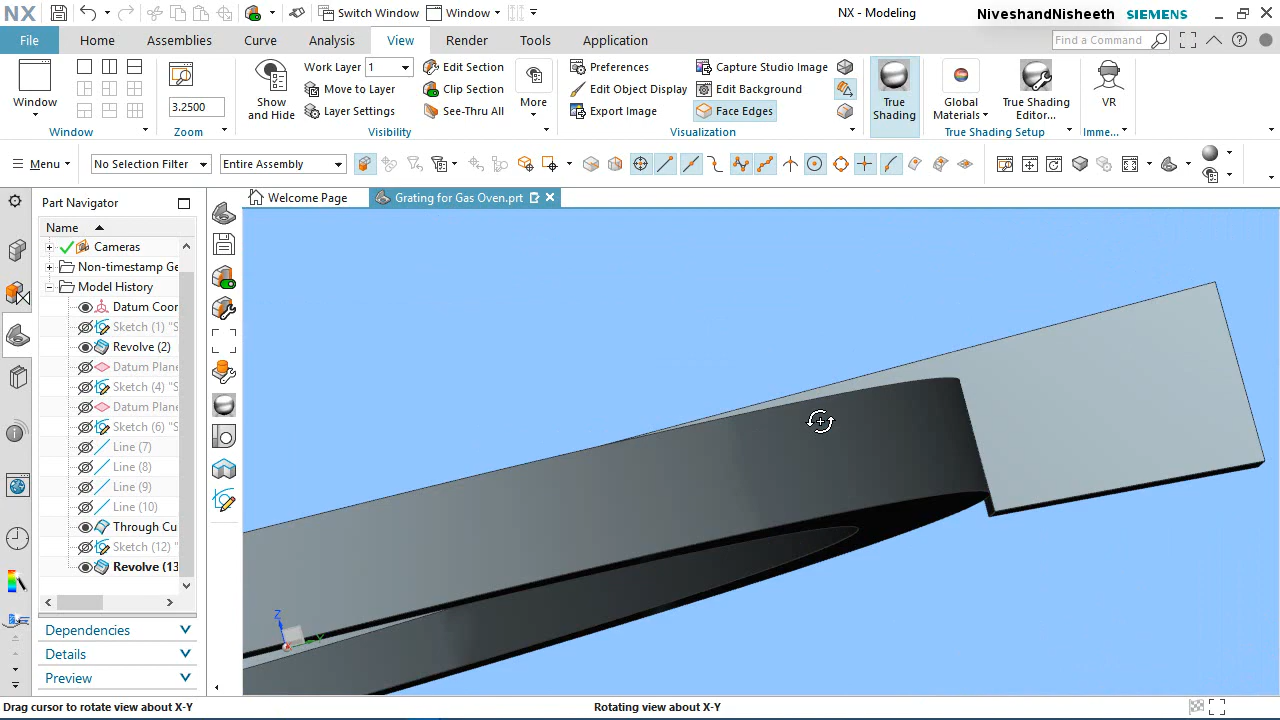 NX
Switch Window
Window
NX - Modeling
NiveshandNisheeth SIEMENS
File Home Assemblies Curve Analysis View Render Tools Application
Find a Command
Window
3.2500
Show and Hide
Work Layer 1
Move to Layer
Layer Settings
Edit Section
Clip Section
See-Thru All
More
Preferences
Edit Object Display
Export Image
Capture Studio Image
Edit Background
Face Edges
True Shading
Global Materials
True Shading Editor...
VR
Window Zoom Visibility Visualization True Shading Setup Imme...
Menu No Selection Filter Entire Assembly
Part Navigator
Welcome Page
Grating for Gas Oven.prt
Name
Cameras
Non-timestamp Ge
Model History
Datum Coor
Sketch (1) "S
Revolve (2)
Datum Plane
Sketch (4) "S
Datum Plane
Sketch (6) "S
Line (7)
Line (8)
Line (9)
Line (10)
Through Cu
Sketch (12) "
Revolve (13
Z
Y
Dependencies
Details
Preview
Drag cursor to rotate view about X-Y
Rotating view about X-Y